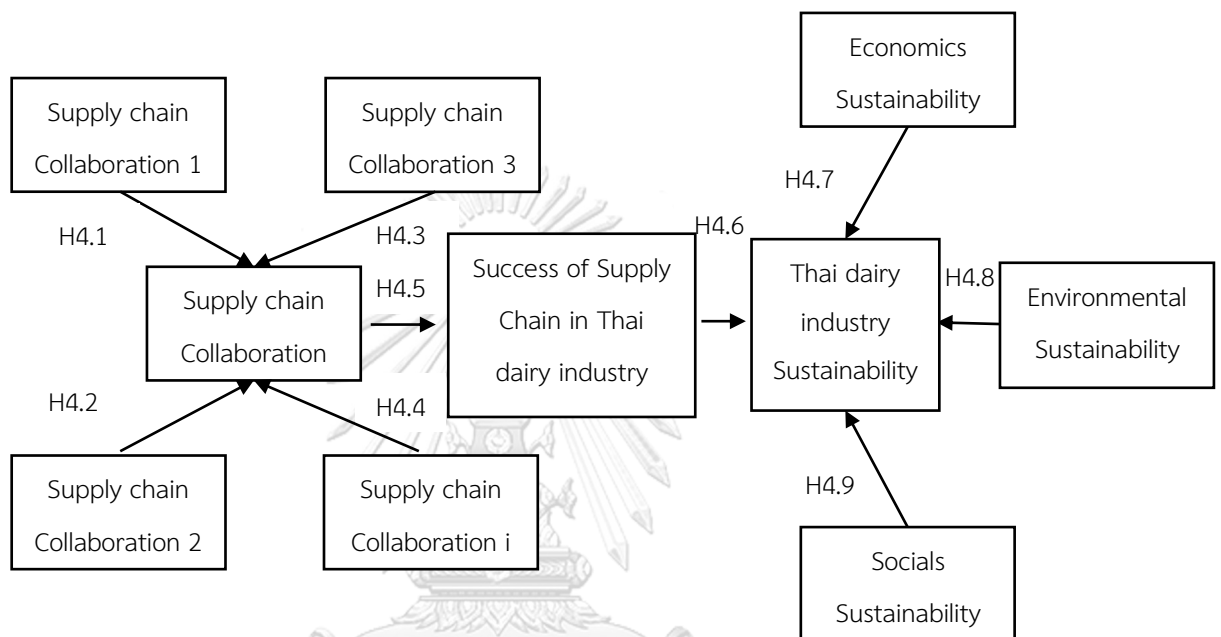 Economics
Sustainability
Supply chain
Collaboration 1
Supply chain
Collaboration 3
H4.7
H4.1
H4.3
H4.6
Supply chain
Collaboration
H4.5
Success of Supply
Chain in Thai
dairy industry
Thai dairy
industry
Sustainability
H4.8
Environmental
Sustainability
H4.2
H4.4
Supply chain
Collaboration 2
Supply chain
Collaboration i
H4.9
Socials
Sustainability